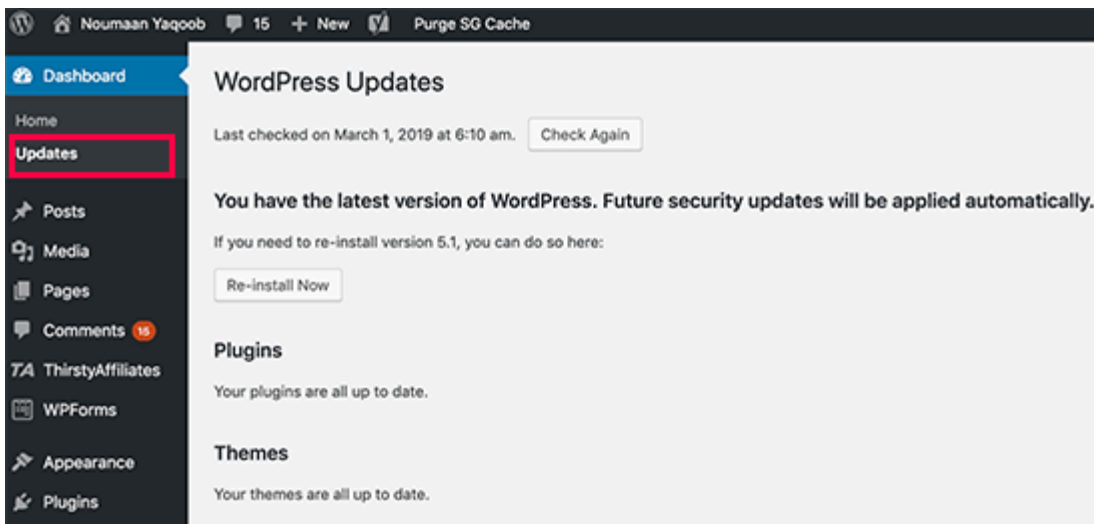 Noumaan Yaqoob 15 + New Purge SG Cache
Dashboard
Home
Updates
Posts
Media
Pages
Comments 15
TA ThirstyAffiliates
WPForms
Appearance
Plugins
WordPress Updates
Last checked on March 1, 2019 at 6:10 am. Check Again
You have the latest version of WordPress. Future security updates will be applied automatically.
If you need to re-install version 5.1, you can do so here:
Re-install Now
Plugins
Your plugins are all up to date.
Themes
Your themes are all up to date.